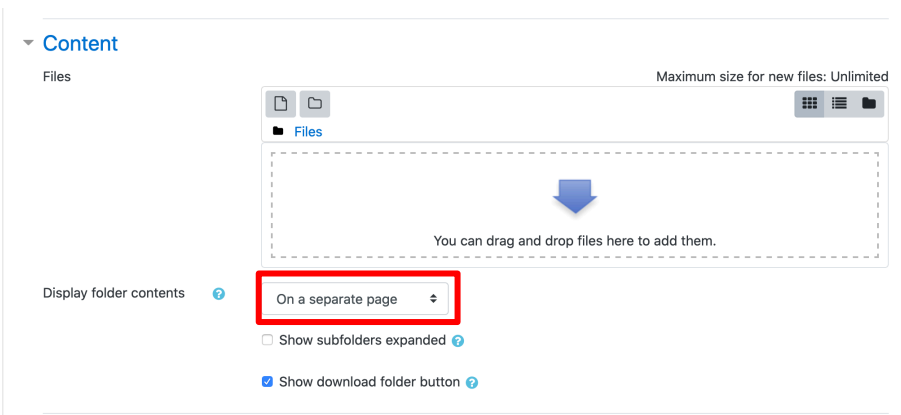 Content
Files
Maximum size for new files: Unlimited
Files
You can drag and drop files here to add them.
Display folder contents
On a separate page
Show subfolders expanded
Show download folder button